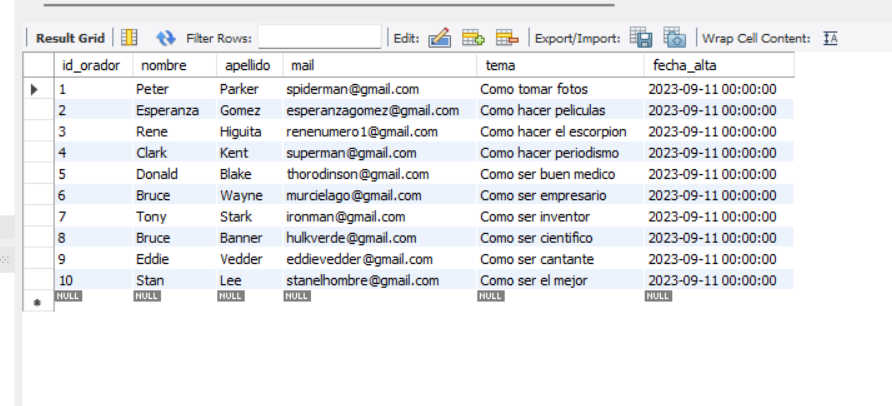 Result Grid Filter Rows: Edit: Export/Import: Wrap Cell Content: IA
id_orador nombre apellido mail tema fecha_alta
1 Peter Parker spiderman@gmail.com Como tomar fotos 2023-09-11 00:00:00
2 Esperanza Gomez esperanzagomez@gmail.com Como hacer peliculas 2023-09-11 00:00:00
3 Rene Higuita renenumero1@gmail.com Como hacer el escorpion 2023-09-11 00:00:00
4 Clark Kent superman@gmail.com Como hacer periodismo 2023-09-11 00:00:00
5 Donald Blake thorodinson@gmail.com Como ser buen medico 2023-09-11 00:00:00
6 Bruce Wayne murcielago@gmail.com Como ser empresario 2023-09-11 00:00:00
7 Tony Stark ironman@gmail.com Como ser inventor 2023-09-11 00:00:00
8 Bruce Banner hulkverde@gmail.com Como ser cientifico 2023-09-11 00:00:00
9 Eddie Vedder eddievedder@gmail.com Como ser cantante 2023-09-11 00:00:00
10 Stan Lee stanelhombre@gmail.com Como ser el mejor 2023-09-11 00:00:00
NULL NULL NULL NULL NULL NULL